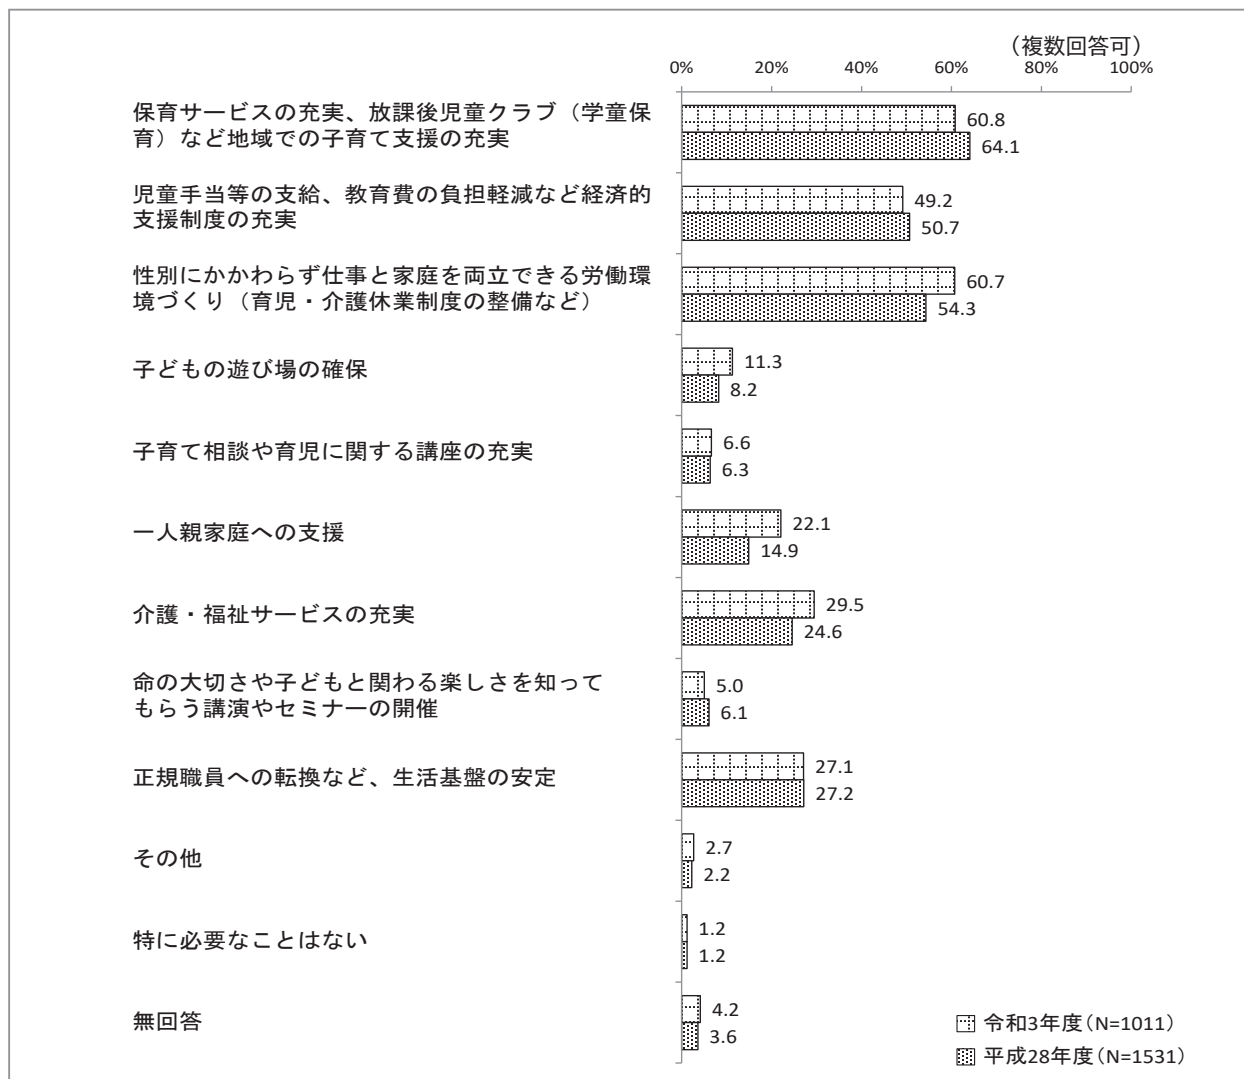 （複数回答可）
0% 20% 40% 60% 80% 100%
保育サービスの充実、放課後児童クラブ（学童保
育）など地域での子育て支援の充実
60.8
64.1
児童手当等の支給、教育費の負担軽減など経済的
支援制度の充実
49.2
50.7
性別にかかわらず仕事と家庭を両立できる労働環
境づくり（育児・介護休業制度の整備など）
60.7
54.3
子どもの遊び場の確保
11.3
8.2
子育て相談や育児に関する講座の充実
6.6
6.3
一人親家庭への支援
22.1
14.9
介護・福祉サービスの充実
29.5
24.6
命の大切さや子どもと関わる楽しさを知って
もらう講演やセミナーの開催
5.0
6.1
正規職員への転換など、生活基盤の安定
27.1
27.2
その他
2.7
2.2
特に必要なことはない
1.2
1.2
無回答
4.2
3.6
令和3年度（N=1011）
平成28年度（N=1531）